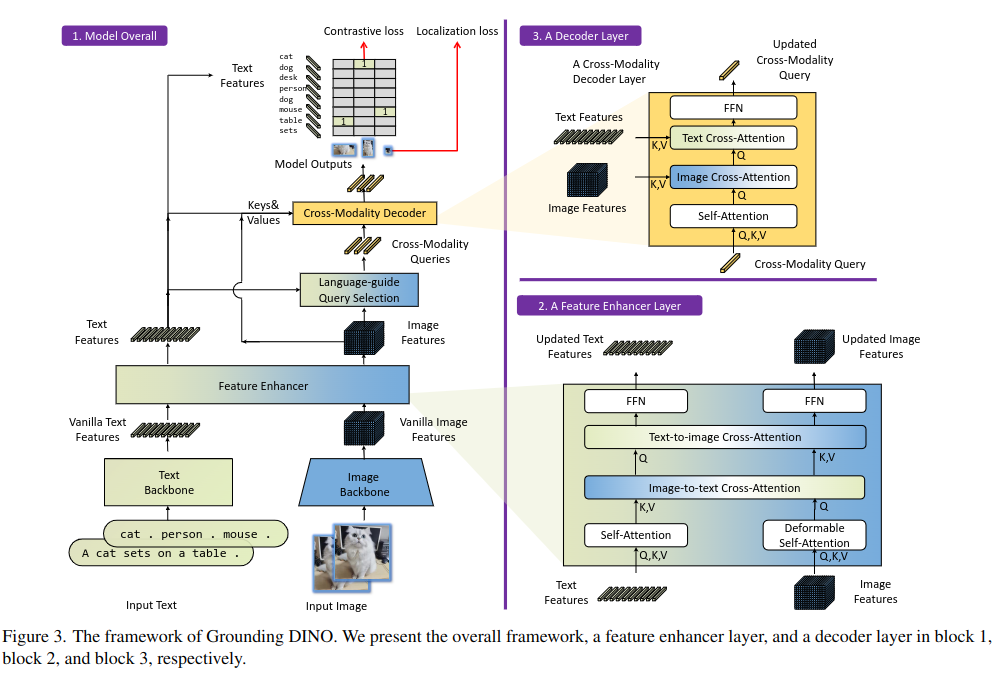 1. Model Overall
Contrastive loss
Localization loss
Text
Features
cat
dog
desk
person
dog
mouse
table
sets
1
1
1
Model Outputs
Keys&
Values
Cross-Modality Decoder
Cross-Modality
Queries
Language-guide
Query Selection
Text
Features
Image
Features
Feature Enhancer
Vanilla Text
Features
Vanilla Image
Features
Text
Backbone
Image
Backbone
cat . person . mouse .
A cat sets on a table .
Input Text
Input Image
3. A Decoder Layer
A Cross-Modality
Decoder Layer
Updated
Cross-Modality
Query
FFN
Text Features
Text Cross-Attention
K,V
Q
Image Cross-Attention
K,V
Q
Image Features
Self-Attention
Q,K,V
Cross-Modality Query
2. A Feature Enhancer Layer
Updated Text
Features
Updated Image
Features
FFN
FFN
Text-to-image Cross-Attention
Q
K,V
Image-to-text Cross-Attention
K,V
Q
Self-Attention
Deformable
Self-Attention
Q,K,V
Q,K,V
Text
Features
Image
Features
Figure 3. The framework of Grounding DINO. We present the overall framework, a feature enhancer layer, and a decoder layer in block 1,
block 2, and block 3, respectively.